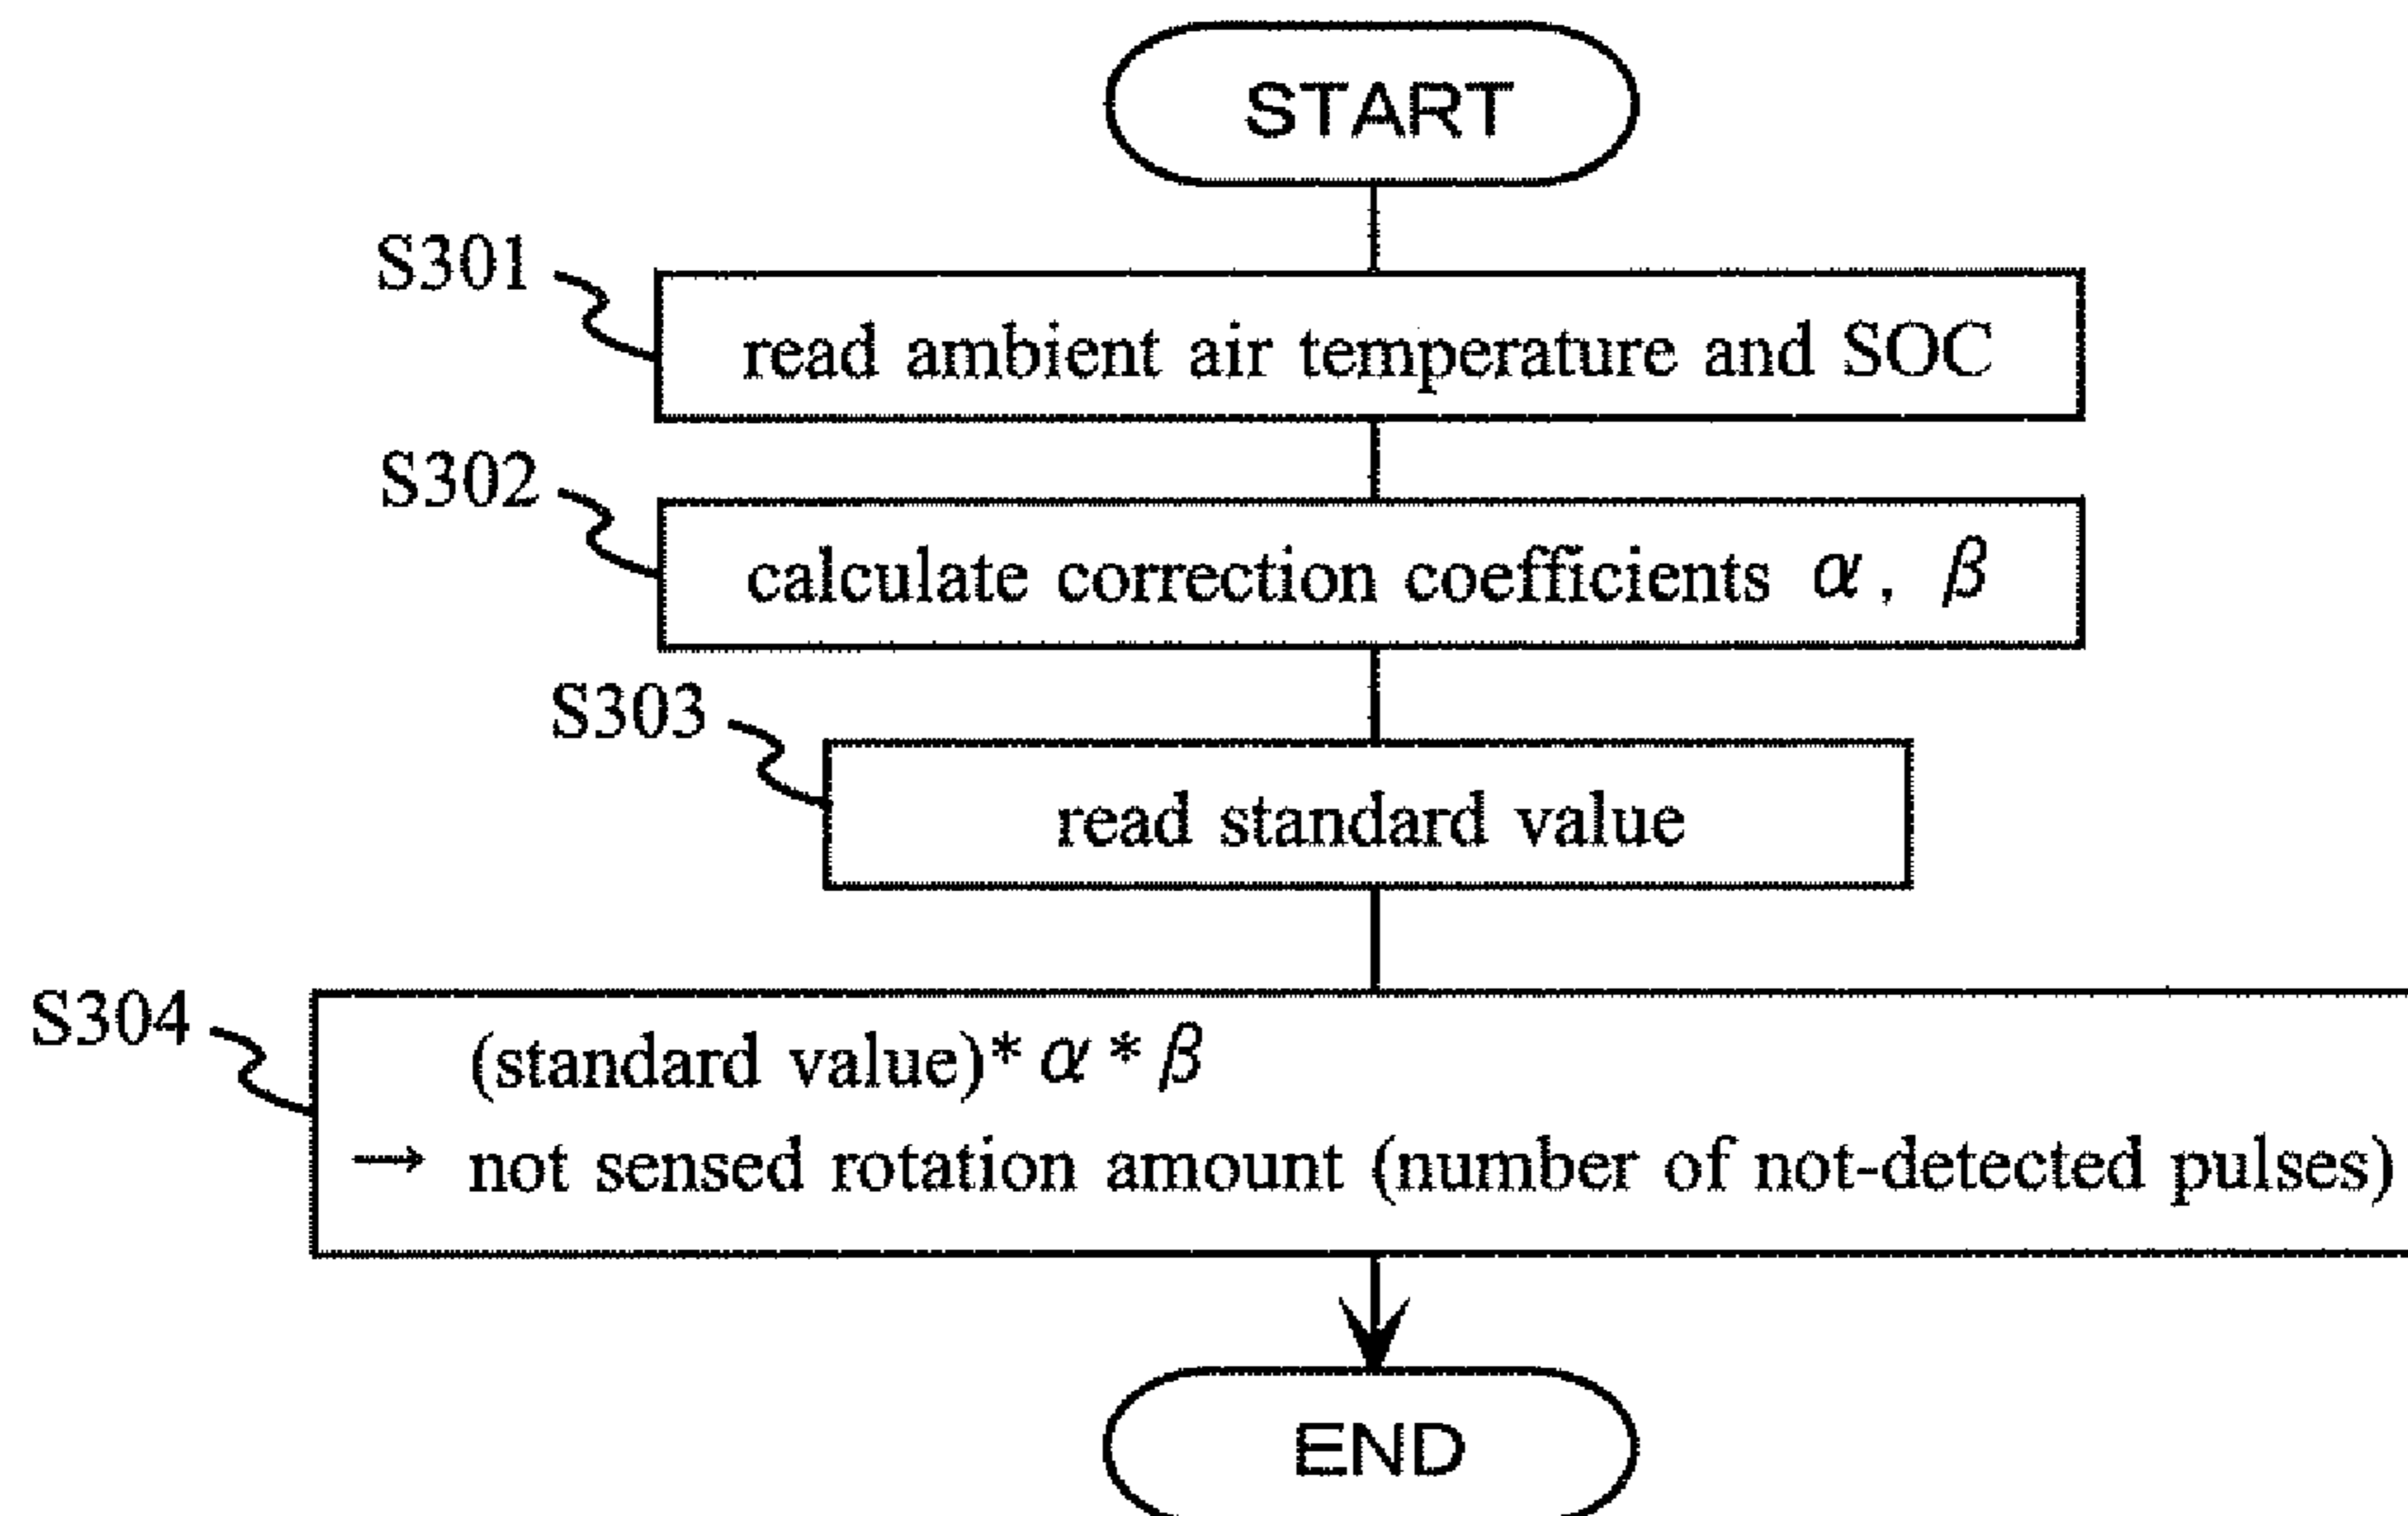 START
S301
read ambient air temperature and SOC
S302
calculate correction coefficients α, β
S303
read standard value
S304
(standard value)* α * β
→ not sensed rotation amount (number of not-detected pulses)
END